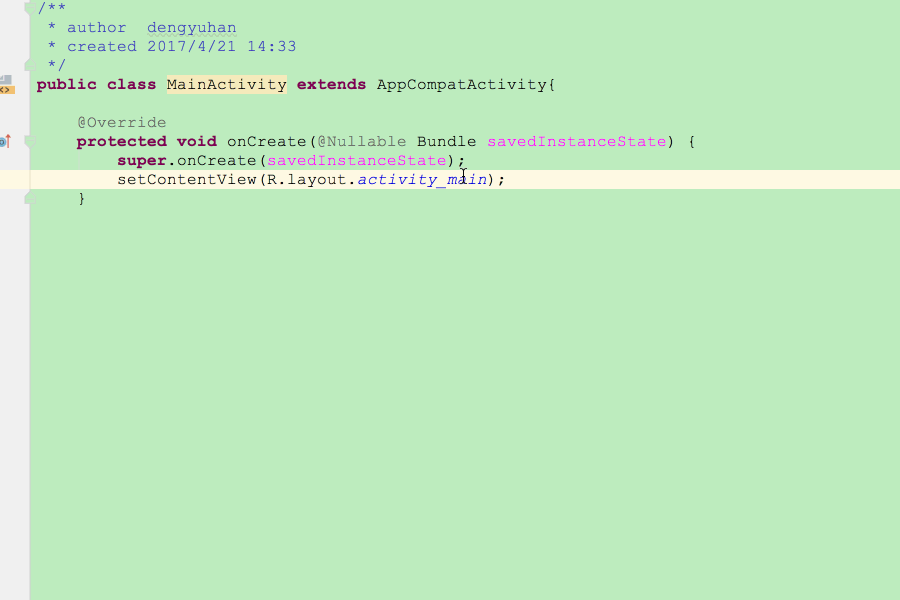 /**
 * author  dengyuhan
 * created 2017/4/21 14:33
 */
public class MainActivity extends AppCompatActivity{
    @Override
    protected void onCreate(@Nullable Bundle savedInstanceState) {
        super.onCreate(savedInstanceState);
        setContentView(R.layout.activity_main);
    }